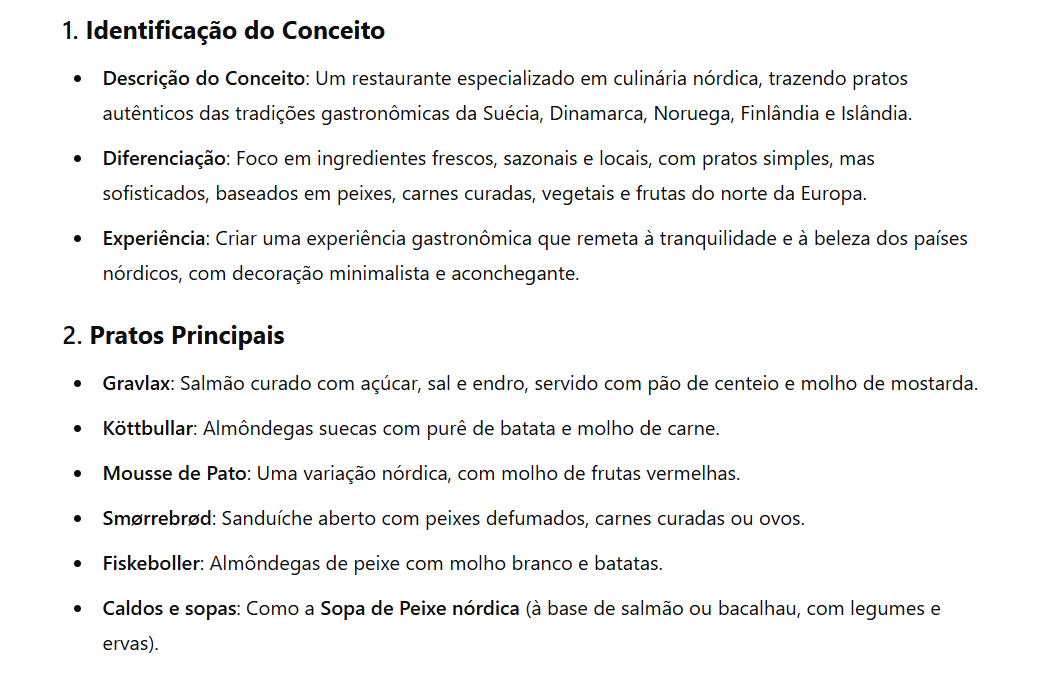 1. Identificação do Conceito
• Descrição do Conceito: Um restaurante especializado em culinária nórdica, trazendo pratos
autênticos das tradições gastronômicas da Suécia, Dinamarca, Noruega, Finlândia e Islândia.
• Diferenciação: Foco em ingredientes frescos, sazonais e locais, com pratos simples, mas
sofisticados, baseados em peixes, carnes curadas, vegetais e frutas do norte da Europa.
• Experiência: Criar uma experiência gastronômica que remeta à tranquilidade e à beleza dos países
nórdicos, com decoração minimalista e aconchegante.
2. Pratos Principais
• Gravlax: Salmão curado com açúcar, sal e endro, servido com pão de centeio e molho de mostarda.
• Köttbullar: Almôndegas suecas com purê de batata e molho de carne.
• Mousse de Pato: Uma variação nórdica, com molho de frutas vermelhas.
• Smørrebrød: Sanduíche aberto com peixes defumados, carnes curadas ou ovos.
• Fiskeboller: Almôndegas de peixe com molho branco e batatas.
• Caldos e sopas: Como a Sopa de Peixe nórdica (à base de salmão ou bacalhau, com legumes e
ervas).